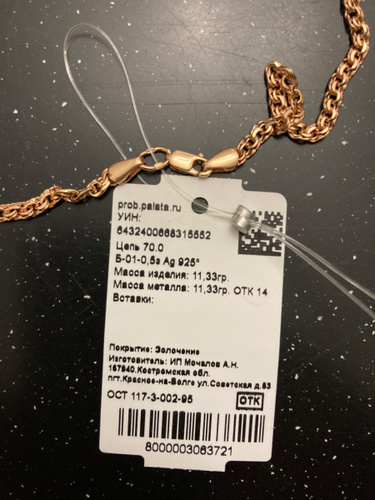 prob.palata.ru
УИН:
6432400668315552
Цепь 70.0
Б-01-0,5з Ag 925°
Масса изделия: 11,33гр.
Масса металла: 11,33гр. ОТК 14
Вставки:
Покрытие: Золочение
Изготовитель: ИП Мочалов А.Н.
157940.Костромская обл.
пгт.Красное-на-Волге ул.Советская д.63
ОСТ 117-3-002-95
ОТК
8000003063721